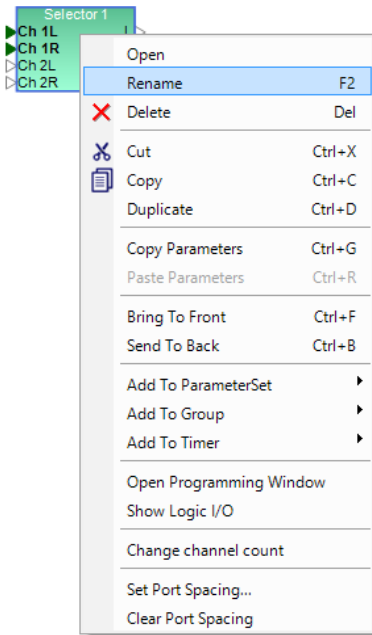 Selector 1
Ch 1L L
Ch 1R
Ch 2L
Ch 2R
Open
Rename F2
Delete Del
Cut Ctrl+X
Copy Ctrl+C
Duplicate Ctrl+D
Copy Parameters Ctrl+G
Paste Parameters Ctrl+R
Bring To Front Ctrl+F
Send To Back Ctrl+B
Add To ParameterSet
Add To Group
Add To Timer
Open Programming Window
Show Logic I/O
Change channel count
Set Port Spacing...
Clear Port Spacing